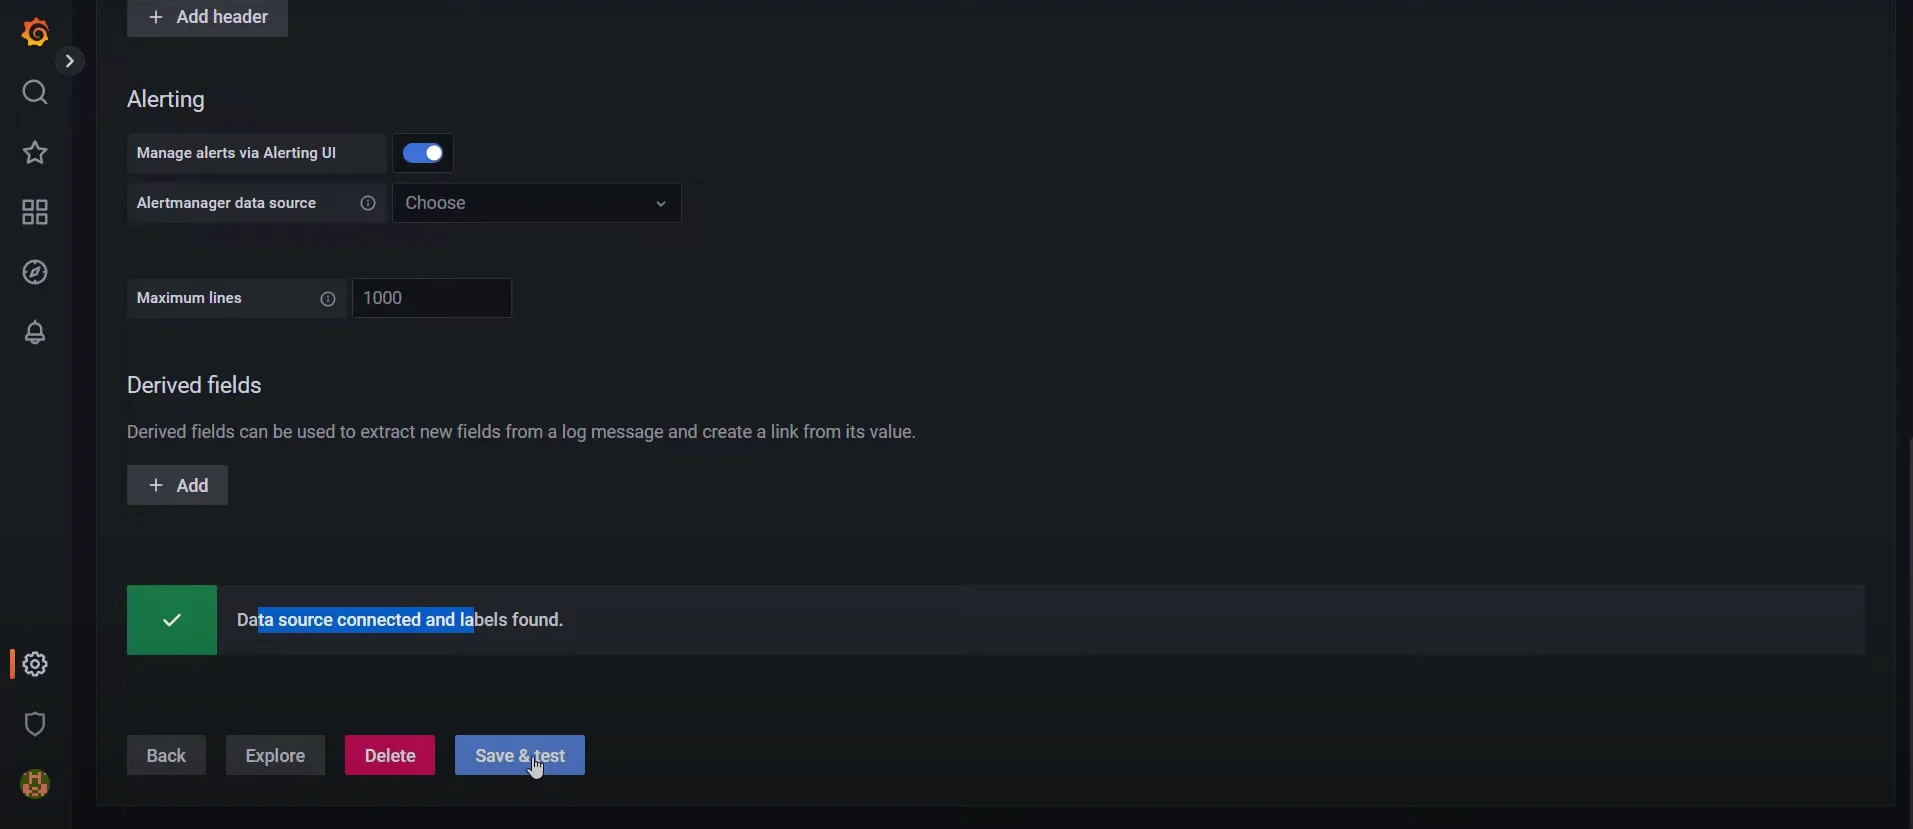 + Add header
Alerting
Manage alerts via Alerting UI
Alertmanager data source
Choose
Maximum lines
1000
Derived fields
Derived fields can be used to extract new fields from a log message and create a link from its value.
+ Add
Data source connected and labels found.
Back
Explore
Delete
Save & test